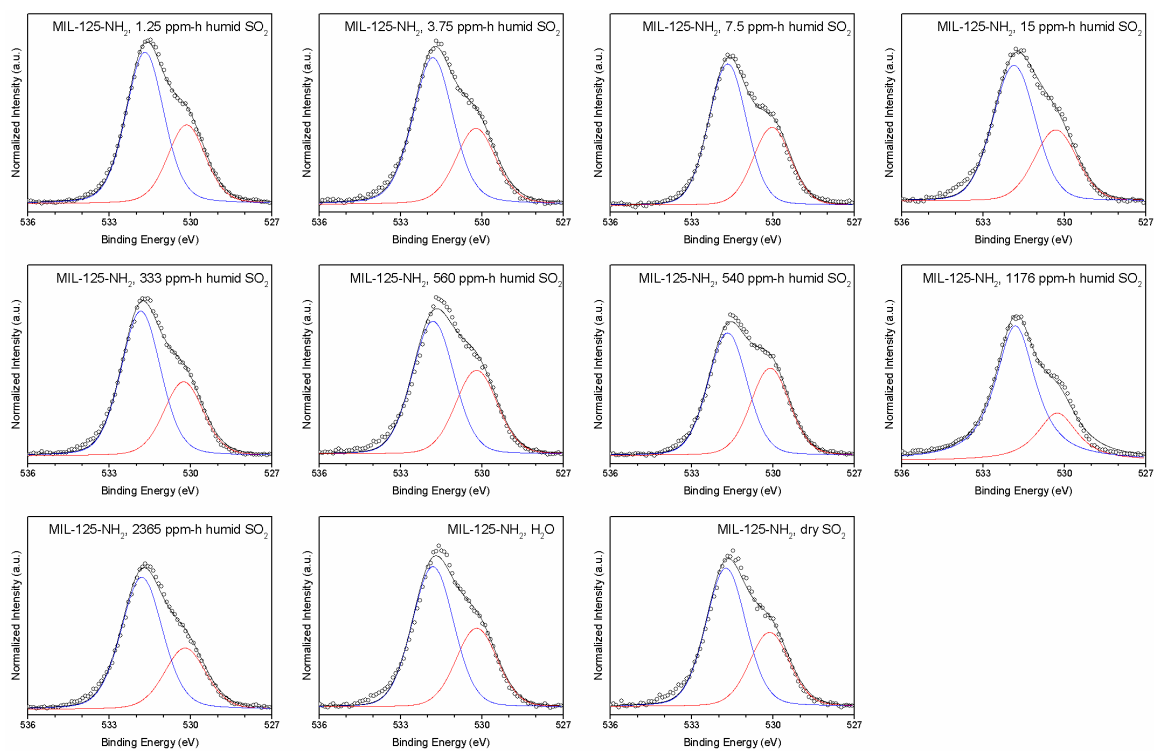 MIL-125-NH₂, 1.25 ppm-h humid SO₂
Normalized Intensity (a.u.)
536 533 530 527
Binding Energy (eV)
MIL-125-NH₂, 3.75 ppm-h humid SO₂
Normalized Intensity (a.u.)
536 533 530 527
Binding Energy (eV)
MIL-125-NH₂, 7.5 ppm-h humid SO₂
Normalized Intensity (a.u.)
536 533 530 527
Binding Energy (eV)
MIL-125-NH₂, 15 ppm-h humid SO₂
Normalized Intensity (a.u.)
536 533 530 527
Binding Energy (eV)
MIL-125-NH₂, 333 ppm-h humid SO₂
Normalized Intensity (a.u.)
536 533 530 527
Binding Energy (eV)
MIL-125-NH₂, 560 ppm-h humid SO₂
Normalized Intensity (a.u.)
536 533 530 527
Binding Energy (eV)
MIL-125-NH₂, 540 ppm-h humid SO₂
Normalized Intensity (a.u.)
536 533 530 527
Binding Energy (eV)
MIL-125-NH₂, 1176 ppm-h humid SO₂
Normalized Intensity (a.u.)
536 533 530 527
Binding Energy (eV)
MIL-125-NH₂, 2365 ppm-h humid SO₂
Normalized Intensity (a.u.)
536 533 530 527
Binding Energy (eV)
MIL-125-NH₂, H₂O
Normalized Intensity (a.u.)
536 533 530 527
Binding Energy (eV)
MIL-125-NH₂, dry SO₂
Normalized Intensity (a.u.)
536 533 530 527
Binding Energy (eV)